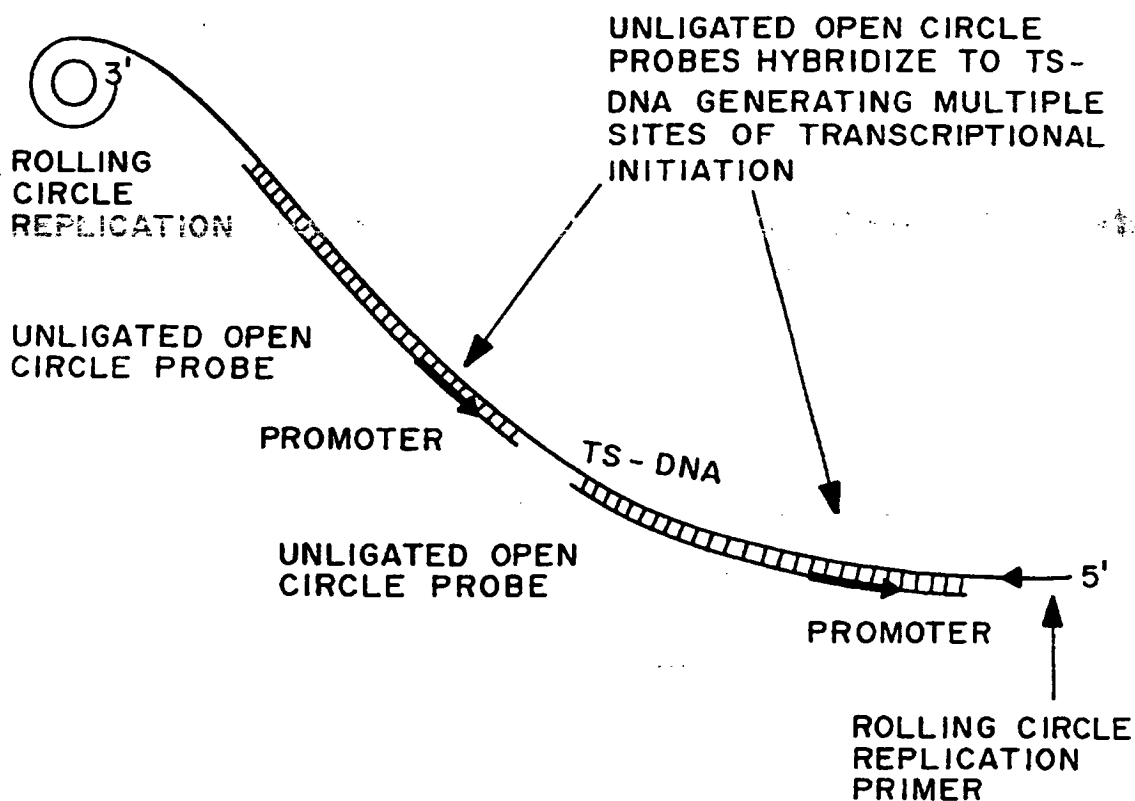 UNLIGATED OPEN CIRCLE
PROBES HYBRIDIZE TO TS-
DNA GENERATING MULTIPLE
SITES OF TRANSCRIPTIONAL
INITIATION
3'
ROLLING
CIRCLE
REPLICATION
UNLIGATED OPEN
CIRCLE PROBE
PROMOTER
TS-DNA
UNLIGATED OPEN
CIRCLE PROBE
5'
PROMOTER
ROLLING CIRCLE
REPLICATION
PRIMER